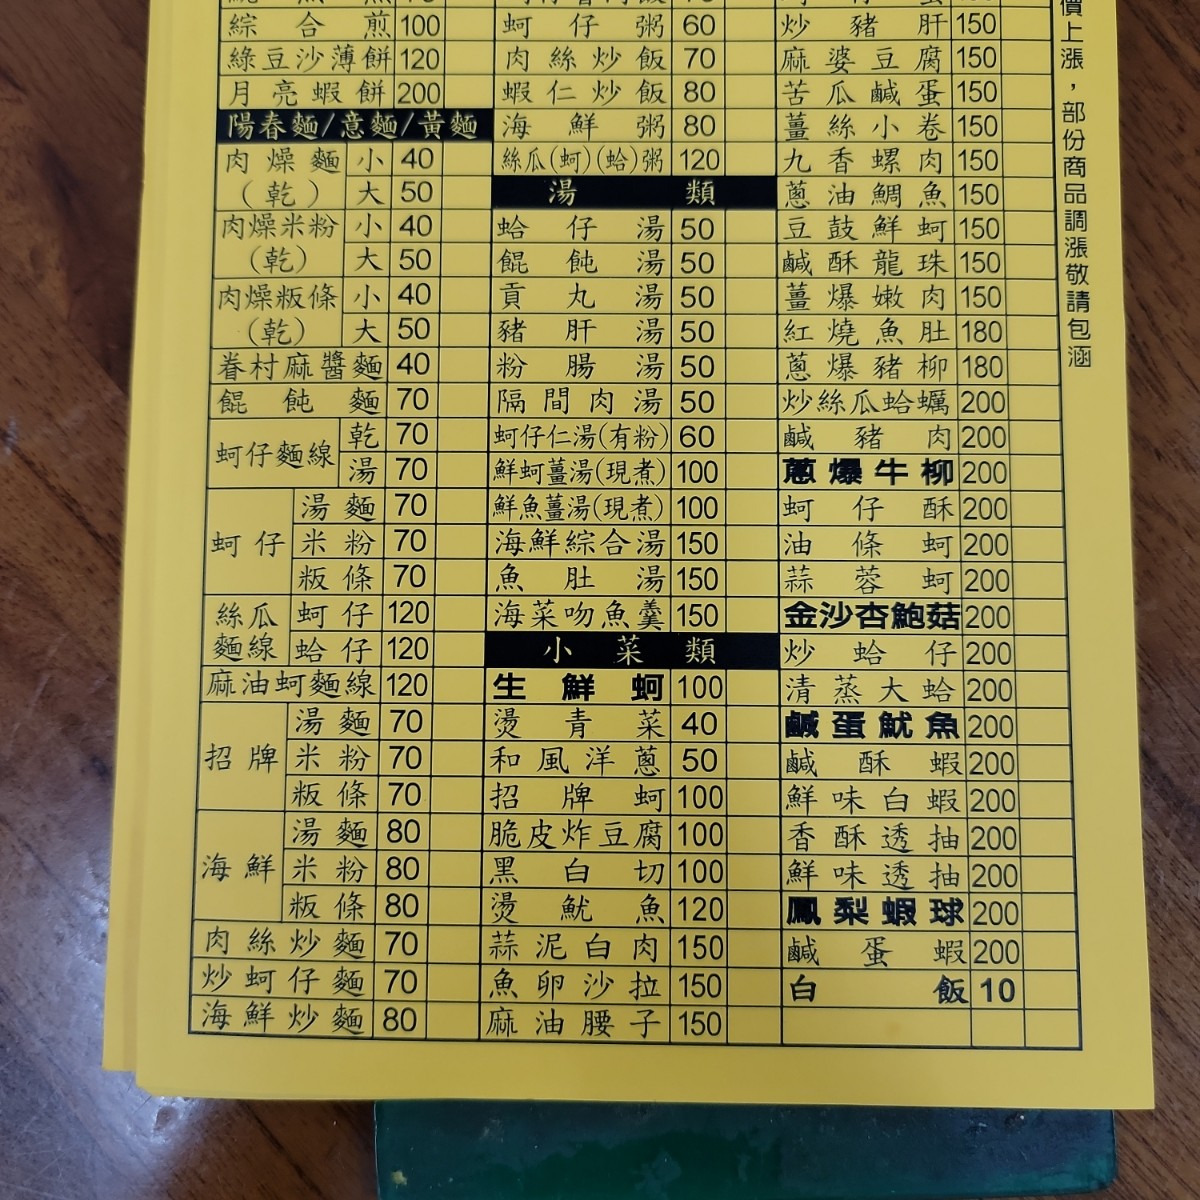 綜合煎 100
綠豆沙薄餅 120
月亮蝦餅 200
陽春麵/意麵/黃麵
肉燥麵(乾) 小 40
大 50
肉燥米粉(乾) 小 40
大 50
肉燥粄條(乾) 小 40
大 50
眷村麻醬麵 40
餛飩麵 70
蚵仔麵線 乾 70
湯 70
蚵仔 湯麵 70
米粉 70
粄條 70
絲瓜麵線 蚵仔 120
蛤仔 120
麻油蚵麵線 120
招牌 湯麵 70
米粉 70
粄條 70
海鮮 湯麵 80
米粉 80
粄條 80
肉絲炒麵 70
炒蚵仔麵 70
海鮮炒麵 80
蚵仔粥 60
肉絲炒飯 70
蝦仁炒飯 80
海鮮粥 80
絲瓜(蚵)(蛤)粥 120
湯類
蛤仔湯 50
餛飩湯 50
貢丸湯 50
豬肝湯 50
粉腸湯 50
隔間肉湯 50
蚵仔仁湯(有粉) 60
鮮蚵薑湯(現煮) 100
鮮魚薑湯(現煮) 100
海鮮綜合湯 150
魚肚湯 150
海菜吻魚羹 150
小菜類
生鮮蚵 100
燙青菜 40
和風洋蔥 50
招牌蚵 100
脆皮炸豆腐 100
黑白切 100
燙魷魚 120
蒜泥白肉 150
魚卵沙拉 150
麻油腰子 150
炒豬肝 150
麻婆豆腐 150
苦瓜鹹蛋 150
薑絲小卷 150
九香螺肉 150
蔥油鯛魚 150
豆鼓鮮蚵 150
鹹酥龍珠 150
薑爆嫩肉 150
紅燒魚肚 180
蔥爆豬柳 180
炒絲瓜蛤蠣 200
鹹豬肉 200
蔥爆牛柳 200
蚵仔酥 200
油條蚵 200
蒜蓉蚵 200
金沙杏鮑菇 200
炒蛤仔 200
清蒸大蛤 200
鹹蛋魷魚 200
鹹酥蝦 200
鮮味白蝦 200
香酥透抽 200
鮮味透抽 200
鳳梨蝦球 200
鹹蛋蝦 200
白飯 10
價上漲，部份商品調漲敬請包涵